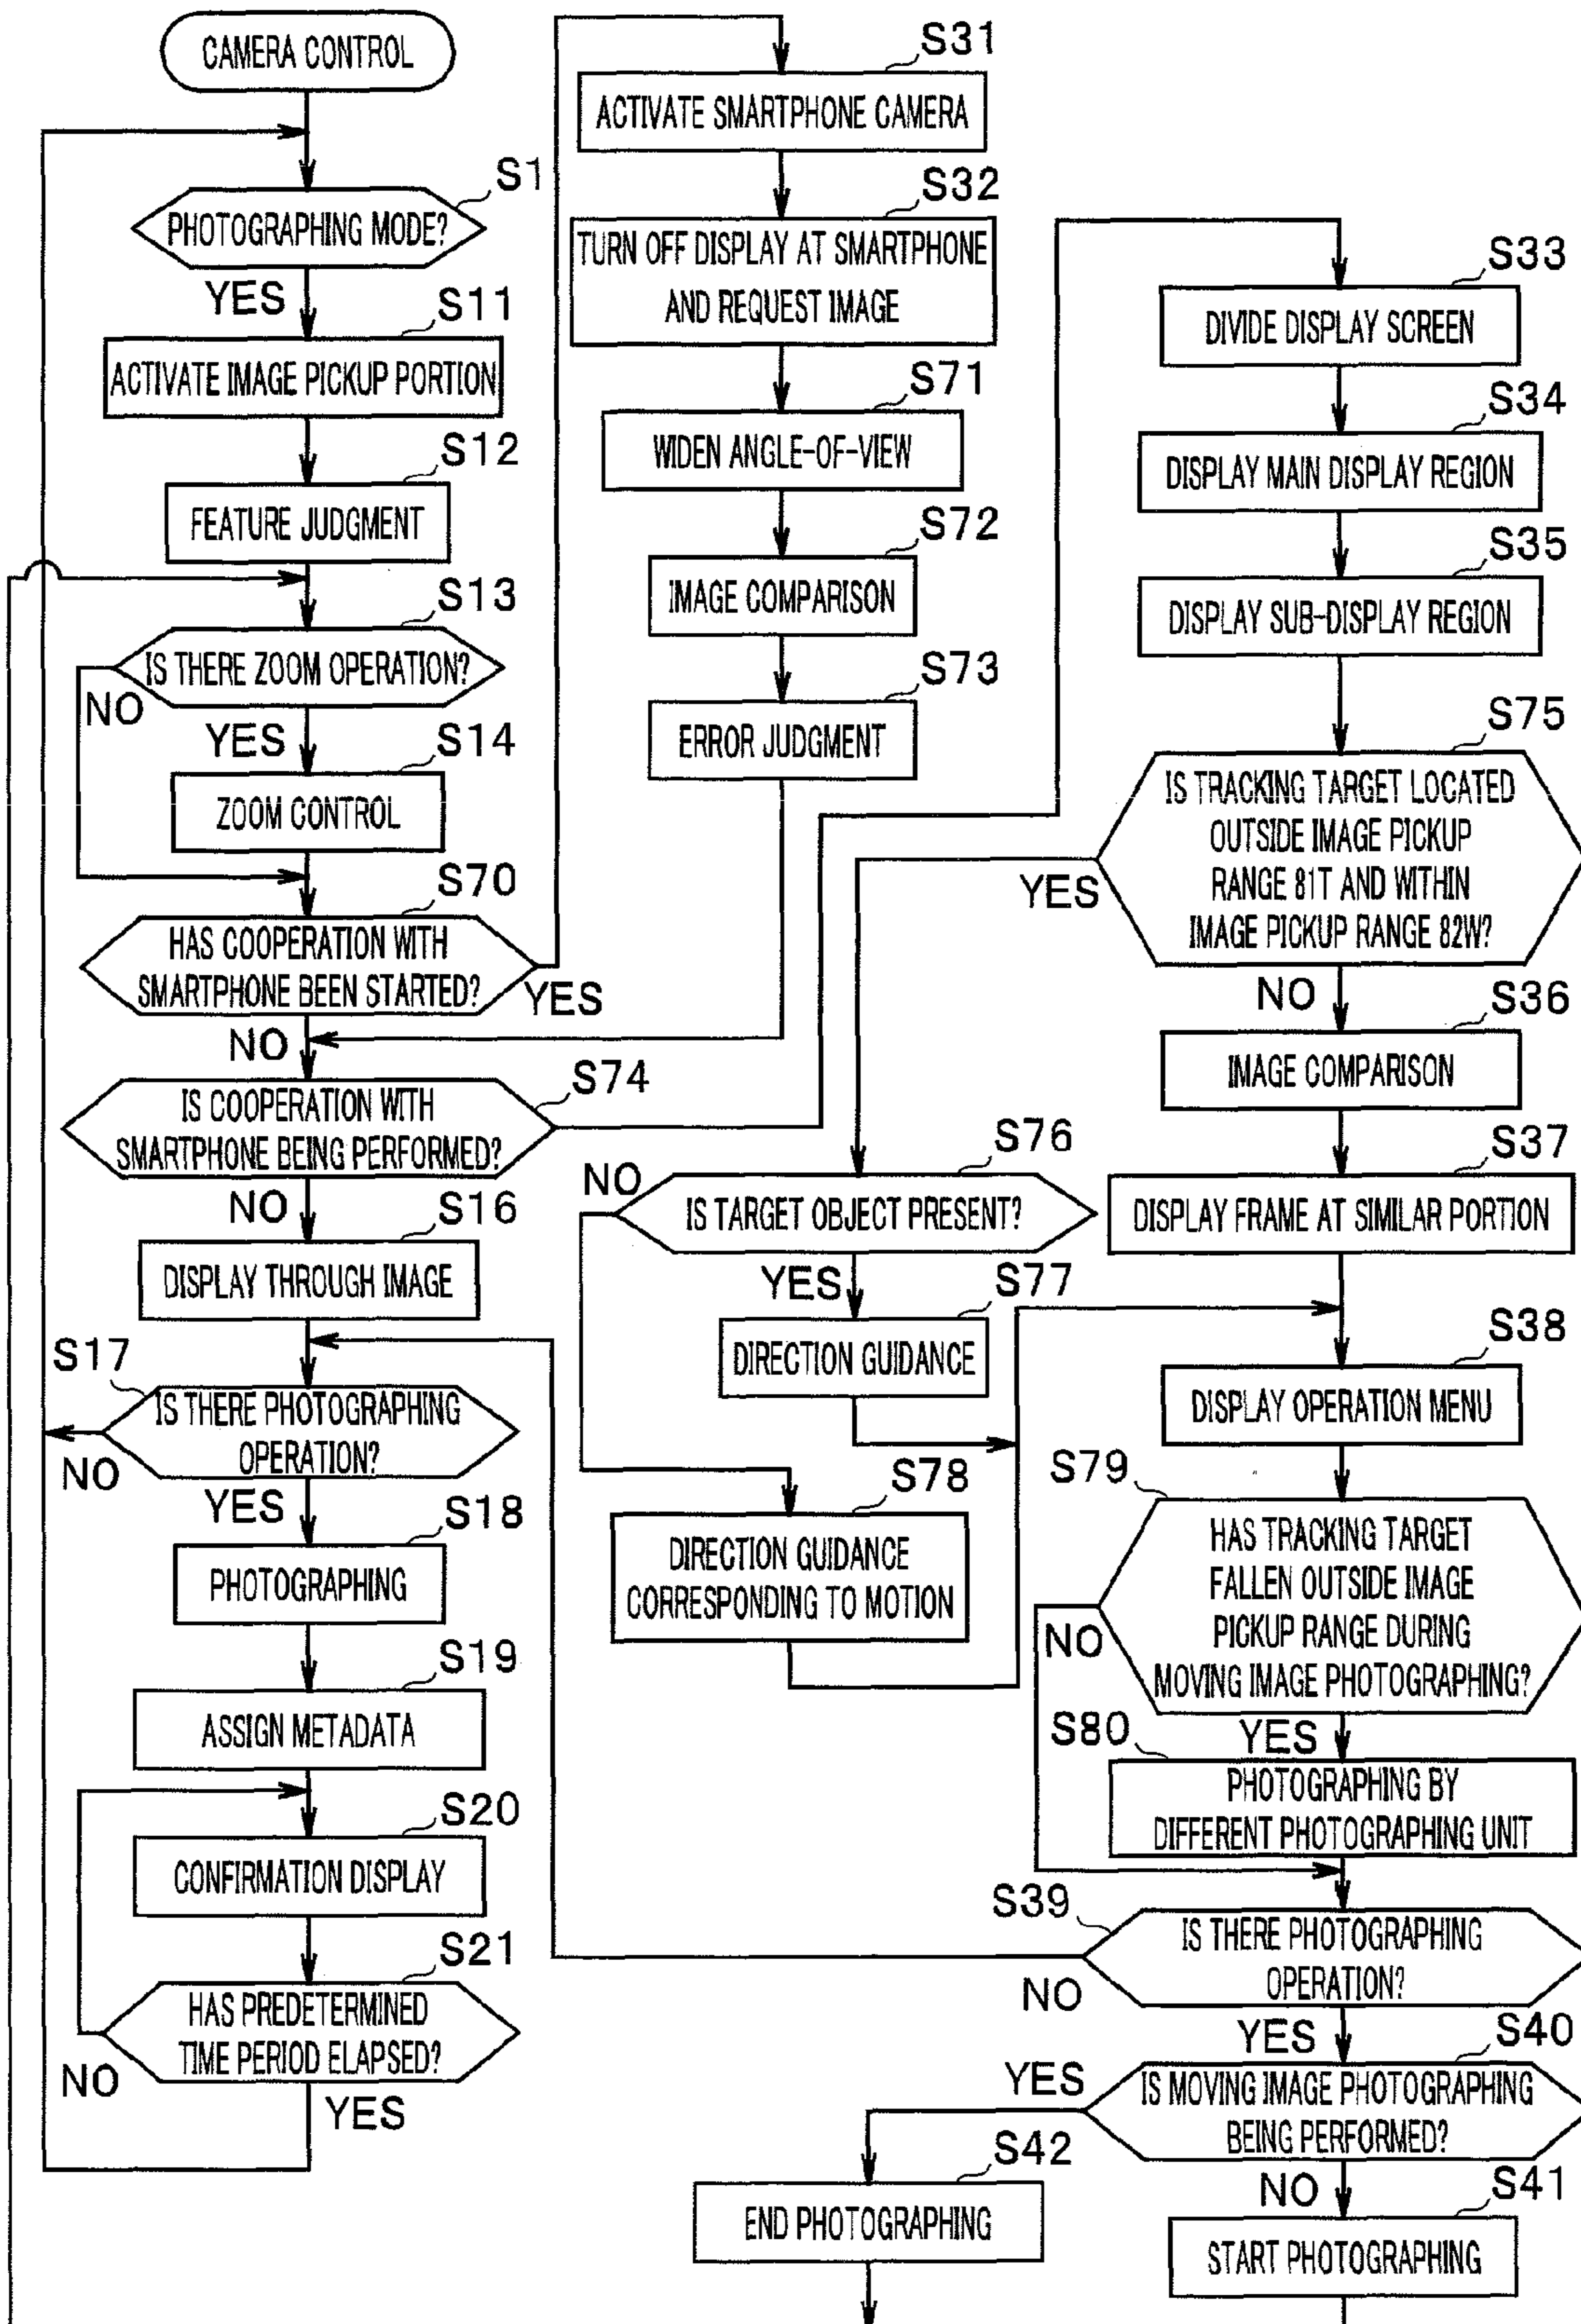 CAMERA CONTROL
S1
PHOTOGRAPHING MODE?
YES
S11
ACTIVATE IMAGE PICKUP PORTION
S12
FEATURE JUDGMENT
S13
IS THERE ZOOM OPERATION?
NO
YES
S14
ZOOM CONTROL
S70
HAS COOPERATION WITH
SMARTPHONE BEEN STARTED?
YES
NO
S74
IS COOPERATION WITH
SMARTPHONE BEING PERFORMED?
NO
S16
DISPLAY THROUGH IMAGE
S17
IS THERE PHOTOGRAPHING
OPERATION?
NO
YES
S18
PHOTOGRAPHING
S19
ASSIGN METADATA
S20
CONFIRMATION DISPLAY
S21
HAS PREDETERMINED
TIME PERIOD ELAPSED?
NO
YES
S31
ACTIVATE SMARTPHONE CAMERA
S32
TURN OFF DISPLAY AT SMARTPHONE
AND REQUEST IMAGE
S71
WIDEN ANGLE-OF-VIEW
S72
IMAGE COMPARISON
S73
ERROR JUDGMENT
S33
DIVIDE DISPLAY SCREEN
S34
DISPLAY MAIN DISPLAY REGION
S35
DISPLAY SUB-DISPLAY REGION
S75
IS TRACKING TARGET LOCATED
OUTSIDE IMAGE PICKUP
RANGE 81T AND WITHIN
IMAGE PICKUP RANGE 82W?
YES
NO
S36
IMAGE COMPARISON
S37
DISPLAY FRAME AT SIMILAR PORTION
S76
NO
IS TARGET OBJECT PRESENT?
YES
S77
DIRECTION GUIDANCE
S78
DIRECTION GUIDANCE
CORRESPONDING TO MOTION
S38
DISPLAY OPERATION MENU
S79
HAS TRACKING TARGET
FALLEN OUTSIDE IMAGE
PICKUP RANGE DURING
MOVING IMAGE PHOTOGRAPHING?
NO
YES
S80
PHOTOGRAPHING BY
DIFFERENT PHOTOGRAPHING UNIT
S39
IS THERE PHOTOGRAPHING
OPERATION?
NO
YES
S40
IS MOVING IMAGE PHOTOGRAPHING
BEING PERFORMED?
YES
S42
END PHOTOGRAPHING
NO
S41
START PHOTOGRAPHING